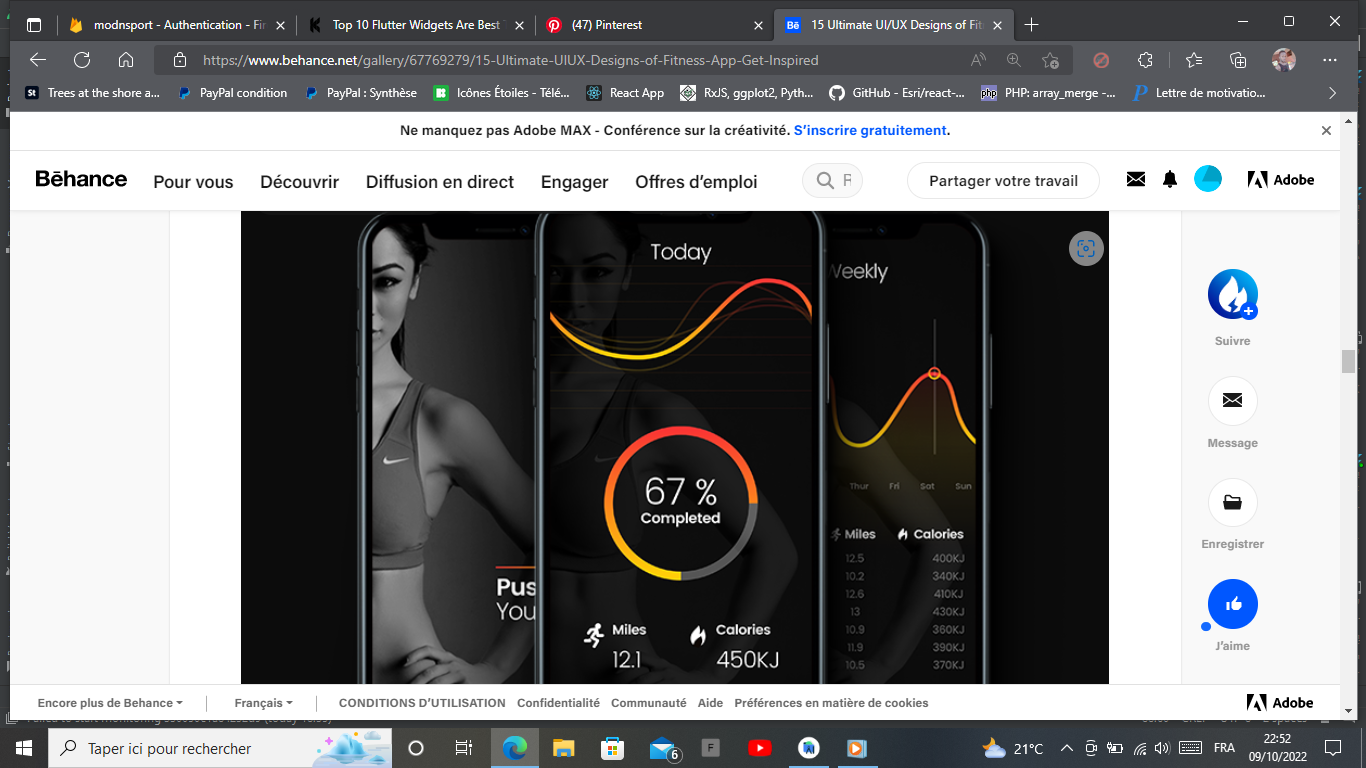 modnsport - Authentication - Fir
Top 10 Flutter Widgets Are Best
(47) Pinterest
15 Ultimate UI/UX Designs of Fit
https://www.behance.net/gallery/67769279/15-Ultimate-UIUX-Designs-of-Fitness-App-Get-Inspired
Trees at the shore a...
PayPal condition
PayPal : Synthèse
Icônes Étoiles - Télé...
React App
RxJS, ggplot2, Pyth...
GitHub - Esri/react-...
PHP: array_merge -...
Lettre de motivatio...
Ne manquez pas Adobe MAX - Conférence sur la créativité. S'inscrire gratuitement.
Bēhance
Pour vous
Découvrir
Diffusion en direct
Engager
Offres d'emploi
Partager votre travail
Adobe
Today
Weekly
67 %
Completed
Pus
You
Miles
12.1
Calories
450KJ
Thur Fri Sat Sun
Miles Calories
12.5 400KJ
10.2 340KJ
12.6 410KJ
13 430KJ
10.9 360KJ
11.9 390KJ
10.5 370KJ
Suivre
Message
Enregistrer
J'aime
Encore plus de Behance
Français
CONDITIONS D'UTILISATION
Confidentialité
Communauté
Aide
Préférences en matière de cookies
Adobe
Taper ici pour rechercher
6
21°C
FRA
22:52
09/10/2022